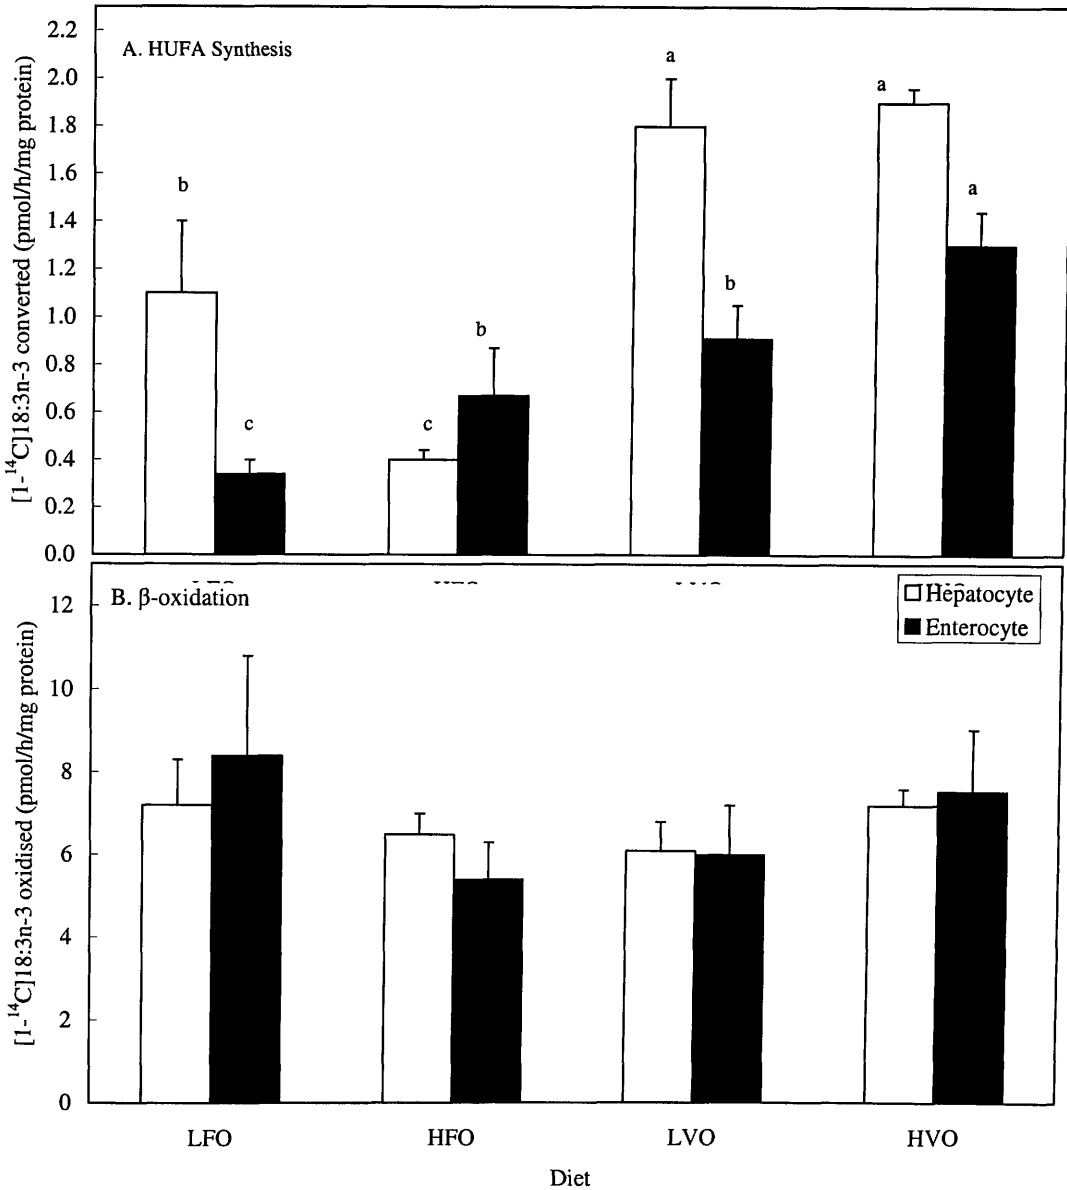 A. HUFA Synthesis
[1-¹⁴C]18:3n-3 converted (pmol/h/mg protein)
2.2
2.0
1.8
1.6
1.4
1.2
1.0
0.8
0.6
0.4
0.2
0.0
b
c
c
b
a
b
a
a
B. β-oxidation
[1-¹⁴C]18:3n-3 oxidised (pmol/h/mg protein)
12
10
8
6
4
2
0
Hepatocyte
Enterocyte
LFO HFO LVO HVO
Diet